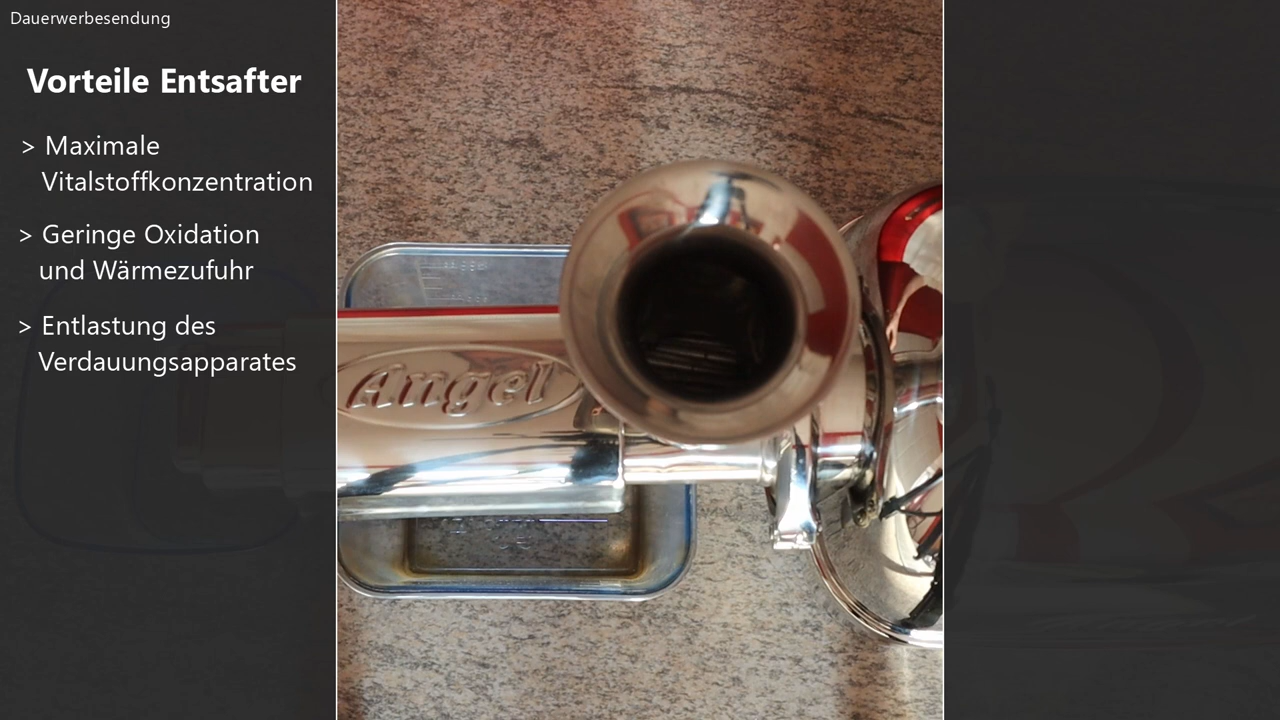 Dauerwerbesendung
Vorteile Entsafter
> Maximale
Vitalstoffkonzentration
> Geringe Oxidation
und Wärmezufuhr
> Entlastung des
Verdauungsapparates
Angel